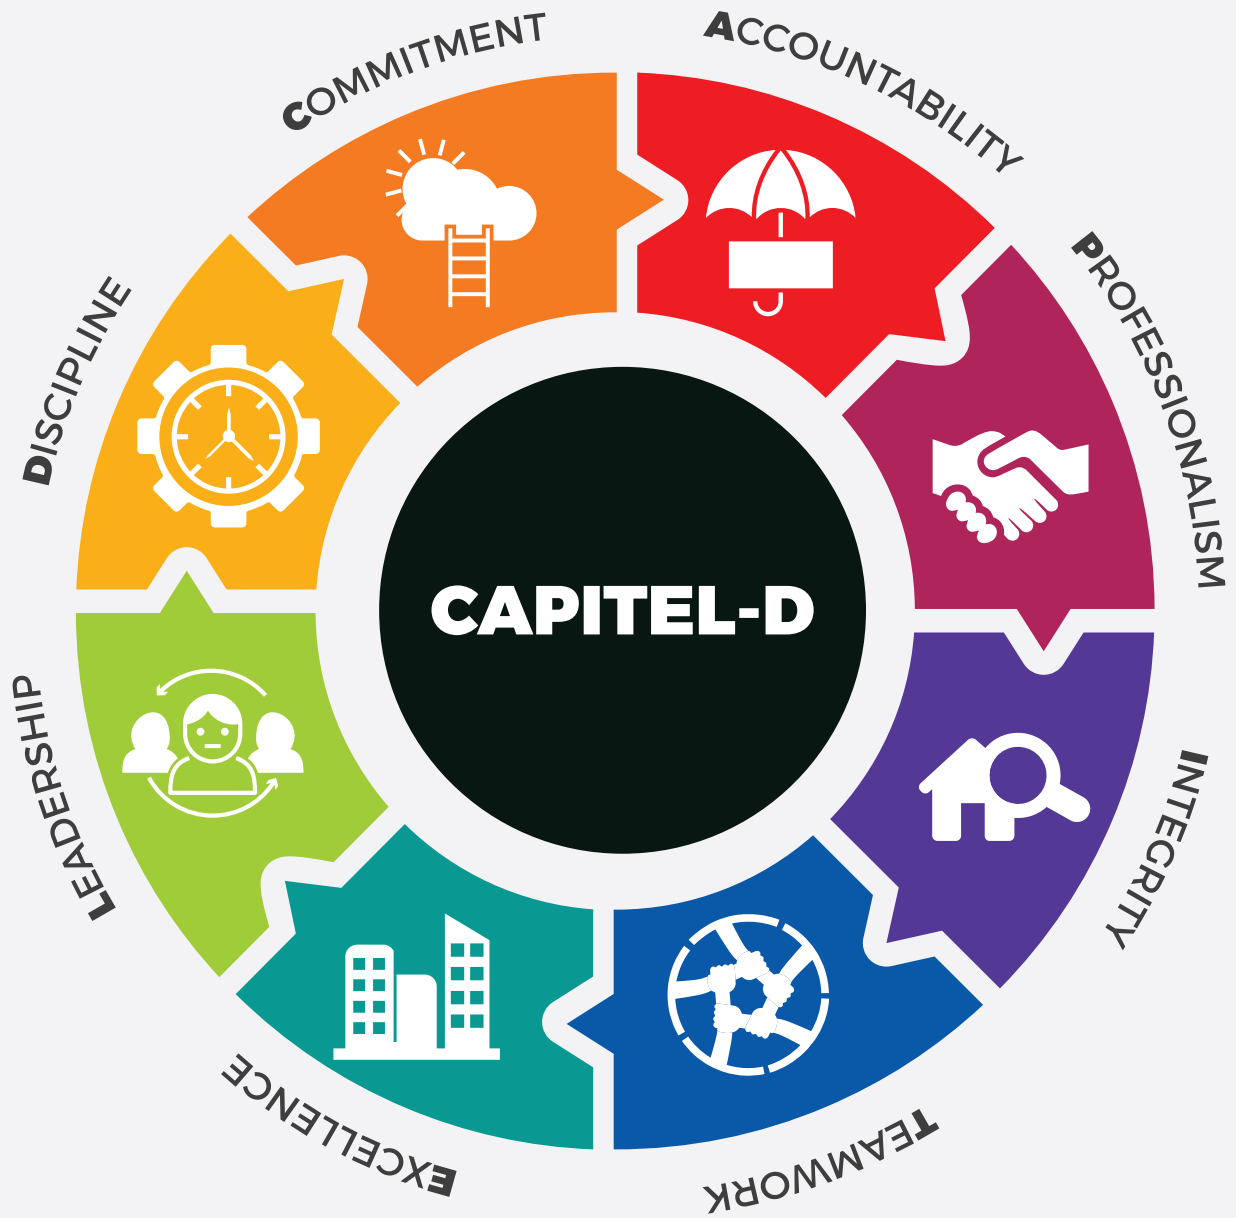 COMMITMENT
ACCOUNTABILITY
PROFESSIONALISM
INTEGRITY
TEAMWORK
EXCELLENCE
LEADERSHIP
DISCIPLINE
CAPITEL-D